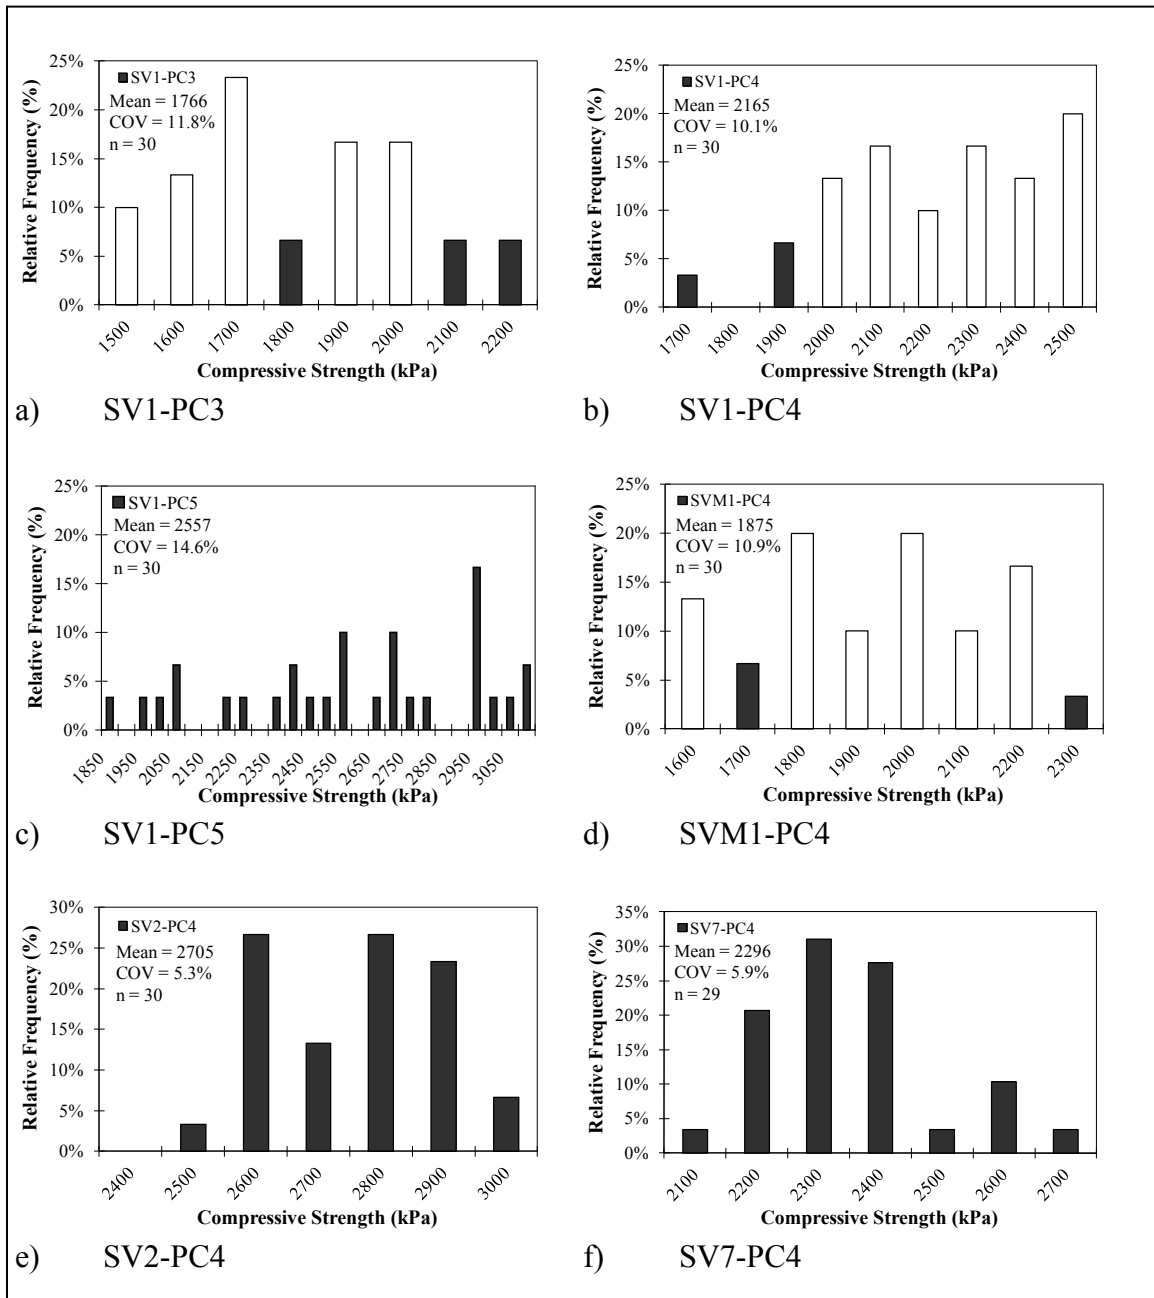 25%
20%
15%
10%
5%
0%
Relative Frequency (%)
SV1-PC3
Mean = 1766
COV = 11.8%
n = 30
1500 1600 1700 1800 1900 2000 2100 2200
Compressive Strength (kPa)
a) SV1-PC3
25%
20%
15%
10%
5%
0%
Relative Frequency (%)
SV1-PC4
Mean = 2165
COV = 10.1%
n = 30
1700 1800 1900 2000 2100 2200 2300 2400 2500
Compressive Strength (kPa)
b) SV1-PC4
25%
20%
15%
10%
5%
0%
Relative Frequency (%)
SV1-PC5
Mean = 2557
COV = 14.6%
n = 30
1850 1950 2050 2150 2250 2350 2450 2550 2650 2750 2850 2950 3050
Compressive Strength (kPa)
c) SV1-PC5
25%
20%
15%
10%
5%
0%
Relative Frequency (%)
SVM1-PC4
Mean = 1875
COV = 10.9%
n = 30
1600 1700 1800 1900 2000 2100 2200 2300
Compressive Strength (kPa)
d) SVM1-PC4
30%
25%
20%
15%
10%
5%
0%
Relative Frequency (%)
SV2-PC4
Mean = 2705
COV = 5.3%
n = 30
2400 2500 2600 2700 2800 2900 3000
Compressive Strength (kPa)
e) SV2-PC4
35%
30%
25%
20%
15%
10%
5%
0%
Relative Frequency (%)
SV7-PC4
Mean = 2296
COV = 5.9%
n = 29
2100 2200 2300 2400 2500 2600 2700
Compressive Strength (kPa)
f) SV7-PC4